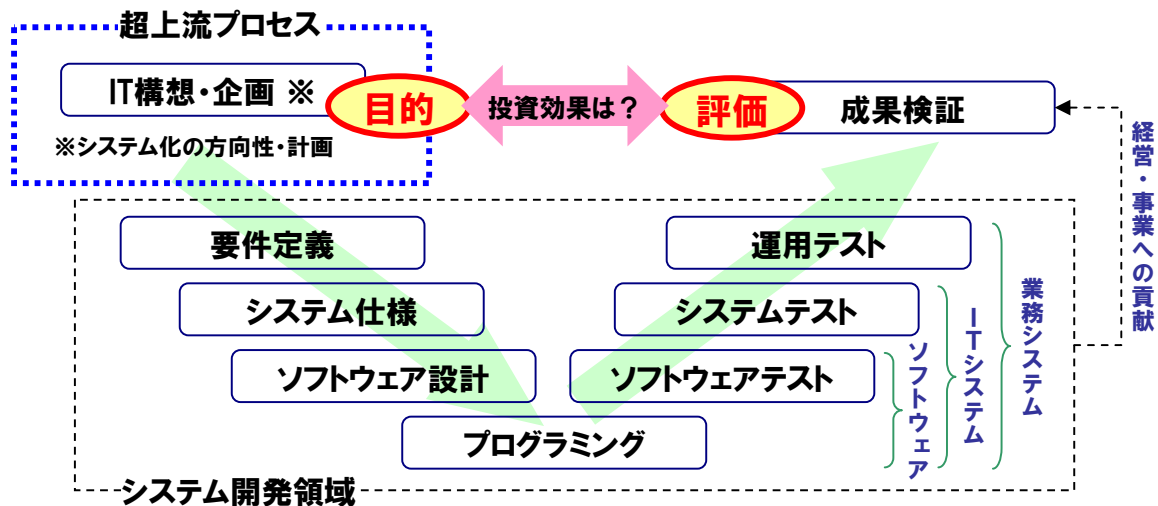 超上流プロセス
IT構想・企画 ※
目的
投資効果は？
評価
成果検証
※システム化の方向性・計画
経営・事業への貢献
要件定義
運用テスト
システム仕様
システムテスト
ソフトウェア設計
ソフトウェアテスト
プログラミング
ソフトウェア
ITシステム
業務システム
システム開発領域